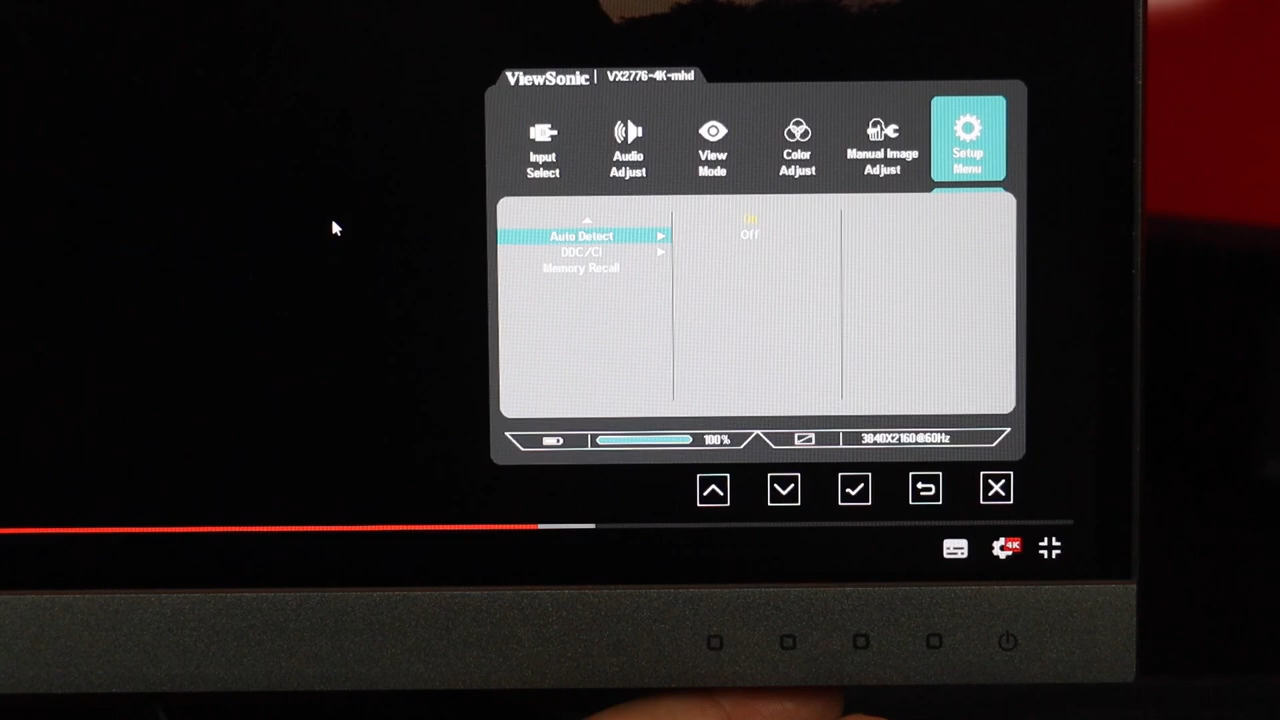 ViewSonic VX2776-4K-mhd
Input Select
Audio Adjust
View Mode
Color Adjust
Manual Image Adjust
Setup Menu
Auto Detect
DDC/CI
Memory Recall
On
Off
100%
3840X2160@60Hz
4K